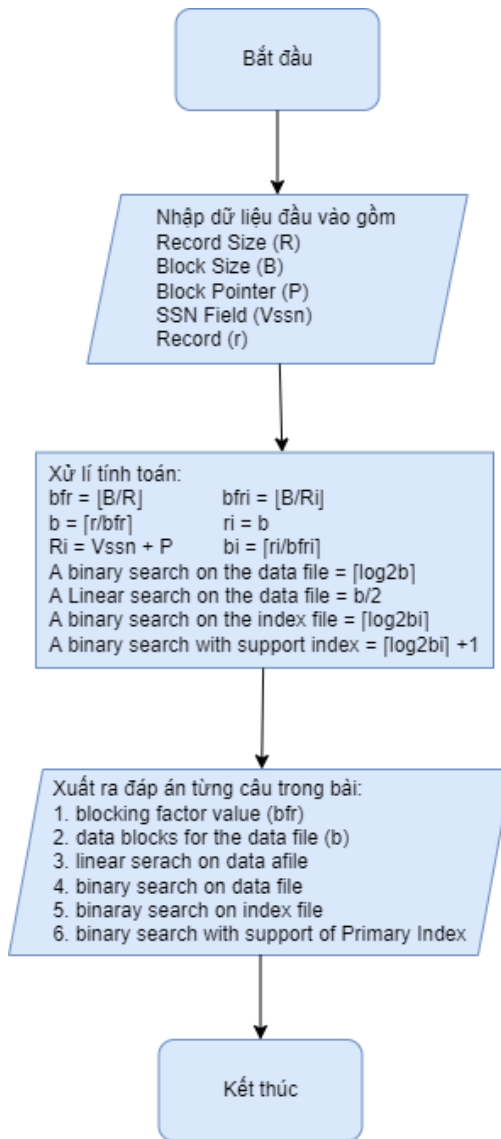 Bắt đầu
Nhập dữ liệu đầu vào gồm
Record Size (R)
Block Size (B)
Block Pointer (P)
SSN Field (Vssn)
Record (r)
Xử lí tính toán:
bfr = ⌊B/R⌋ bfri = ⌊B/Ri⌋
b = ⌈r/bfr⌉ ri = b
Ri = Vssn + P bi = ⌈ri/bfri⌉
A binary search on the data file = ⌈log2b⌉
A Linear search on the data file = b/2
A binary search on the index file = ⌈log2bi⌉
A binary search with support index = ⌈log2bi⌉ +1
Xuất ra đáp án từng câu trong bài:
1. blocking factor value (bfr)
2. data blocks for the data file (b)
3. linear serach on data afile
4. binary search on data file
5. binaray search on index file
6. binary search with support of Primary Index
Kết thúc